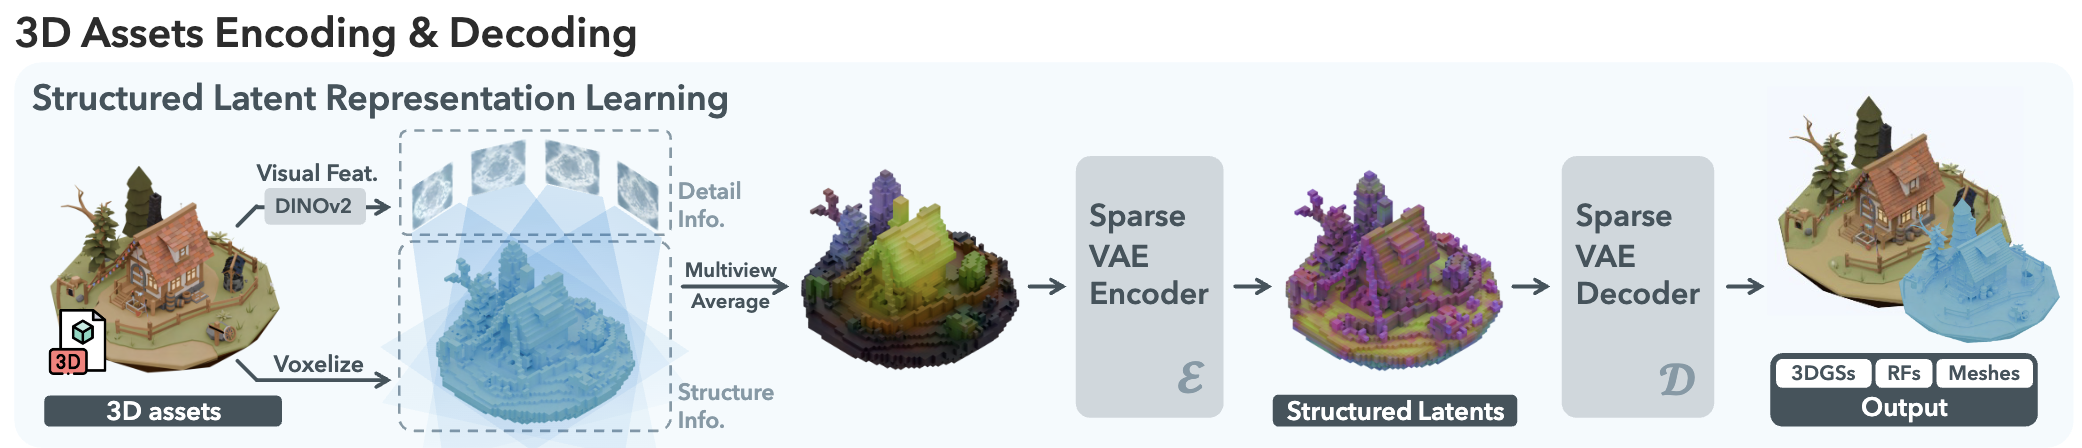 3D Assets Encoding & Decoding
Structured Latent Representation Learning
Visual Feat.
DINOv2
Voxelize
3D
3D assets
Detail
Info.
Structure
Info.
Multiview
Average
Sparse
VAE
Encoder
ℰ
Structured Latents
Sparse
VAE
Decoder
𝒟
3DGSs
RFs
Meshes
Output